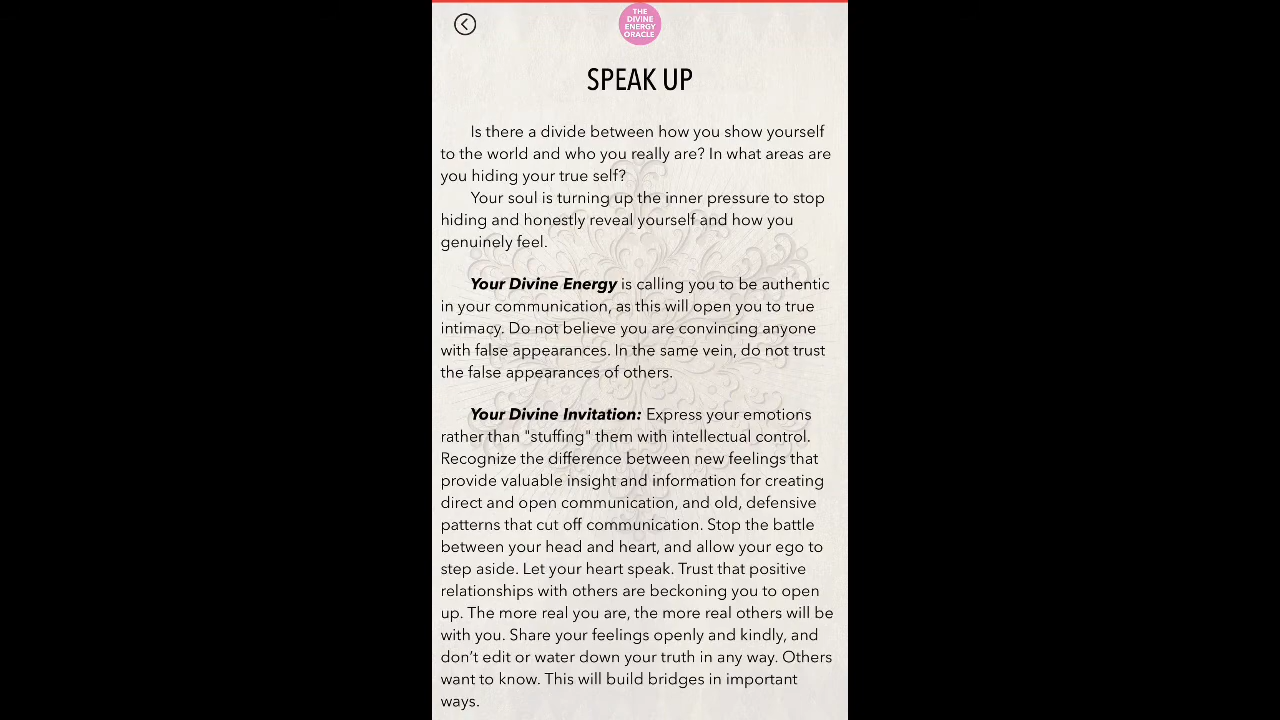 THE
DIVINE
ENERGY
ORACLE
SPEAK UP
Is there a divide between how you show yourself
to the world and who you really are? In what areas are
you hiding your true self?
Your soul is turning up the inner pressure to stop
hiding and honestly reveal yourself and how you
genuinely feel.
Your Divine Energy is calling you to be authentic
in your communication, as this will open you to true
intimacy. Do not believe you are convincing anyone
with false appearances. In the same vein, do not trust
the false appearances of others.
Your Divine Invitation: Express your emotions
rather than "stuffing" them with intellectual control.
Recognize the difference between new feelings that
provide valuable insight and information for creating
direct and open communication, and old, defensive
patterns that cut off communication. Stop the battle
between your head and heart, and allow your ego to
step aside. Let your heart speak. Trust that positive
relationships with others are beckoning you to open
up. The more real you are, the more real others will be
with you. Share your feelings openly and kindly, and
don’t edit or water down your truth in any way. Others
want to know. This will build bridges in important
ways.